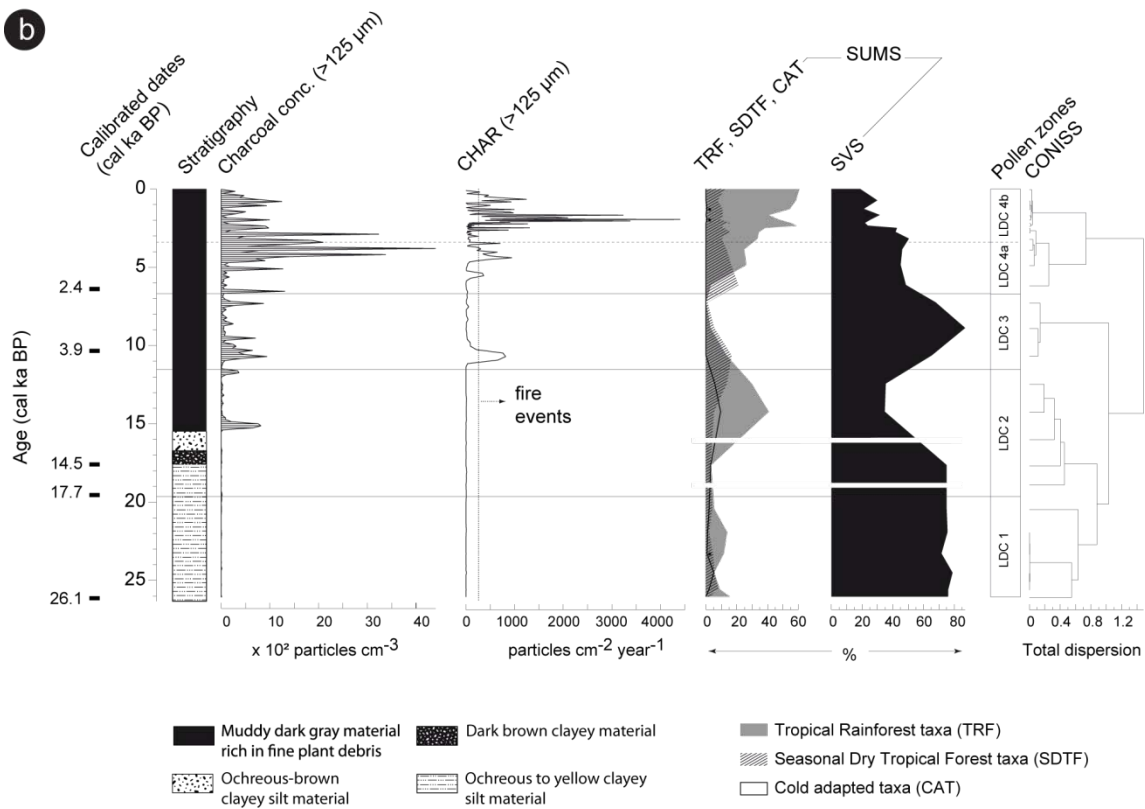 b
Calibrated dates
(cal ka BP)
Stratigraphy
Charcoal conc. (>125 µm)
CHAR (>125 µm)
TRF, SDTF, CAT
SUMS
SVS
Pollen zones
CONISS
Age (cal ka BP)
2.4
3.9
14.5
17.7
26.1
0
5
10
15
20
25
fire
events
LDC 4b
LDC 4a
LDC 3
LDC 2
LDC 1
0 10 20 30 40
x 10² particles cm-3
0 1000 2000 3000 4000
particles cm-2 year-1
0 20 40 60
0 20 40 60 80
%
0 0.4 0.8 1.2
Total dispersion
Muddy dark gray material
rich in fine plant debris
Ochreous-brown
clayey silt material
Dark brown clayey material
Ochreous to yellow clayey
silt material
Tropical Rainforest taxa (TRF)
Seasonal Dry Tropical Forest taxa (SDTF)
Cold adapted taxa (CAT)